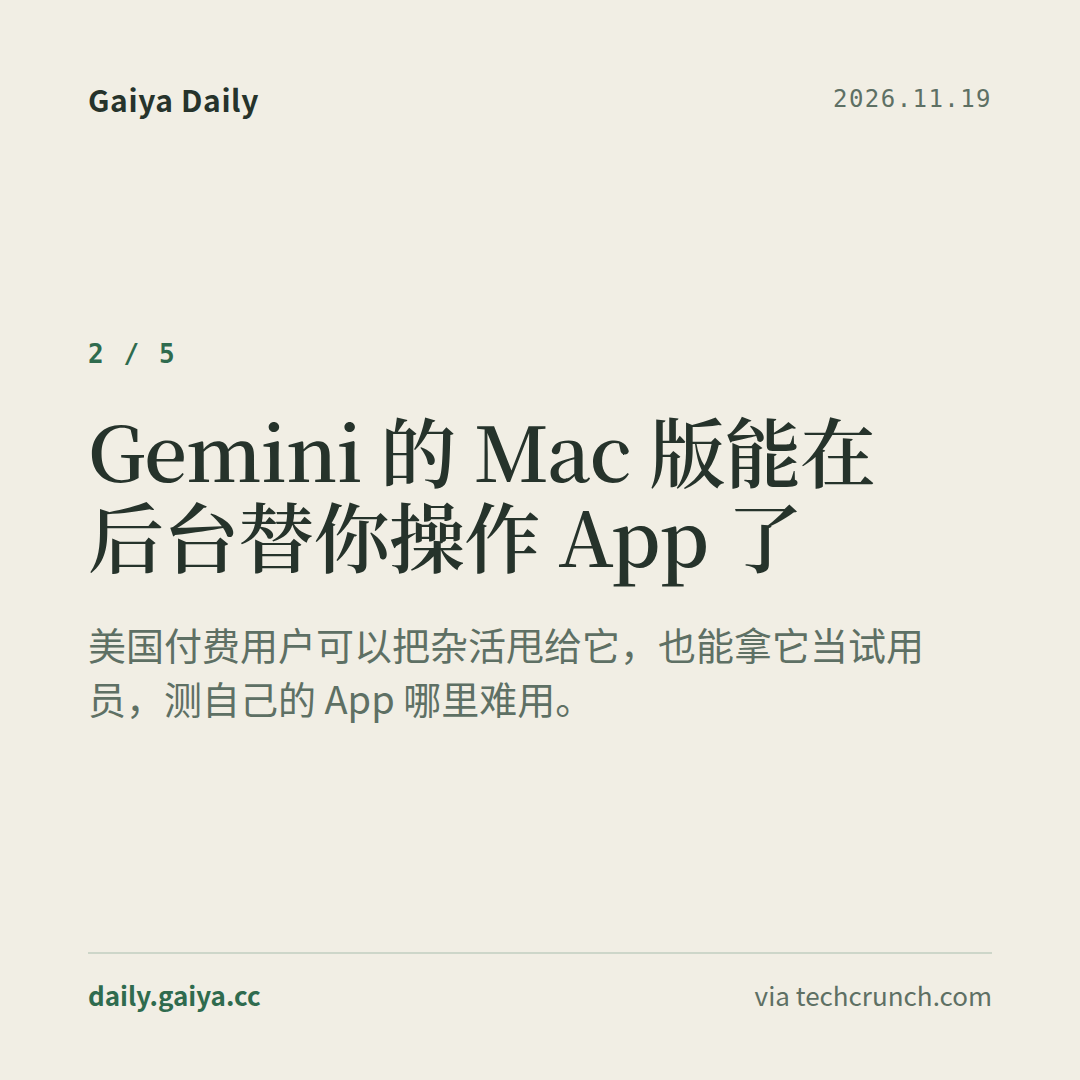 Gaiya Daily
2026.11.19
2 / 5
Gemini 的 Mac 版能在
后台替你操作 App 了
美国付费用户可以把杂活甩给它，也能拿它当试用
员，测自己的 App 哪里难用。
daily.gaiya.cc
via techcrunch.com